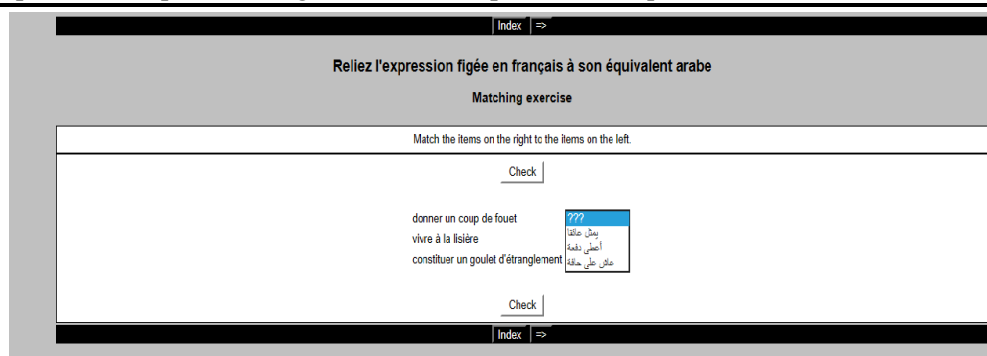 Index =>
Reliez l'expression figée en français à son équivalent arabe
Matching exercise
Match the items on the right to the items on the left.
Check
donner un coup de fouet ???
vivre à la lisière يمثل عائقا
أعطى دفعة
constituer un goulet d'étranglement عاش على حافة
Check
Index =>